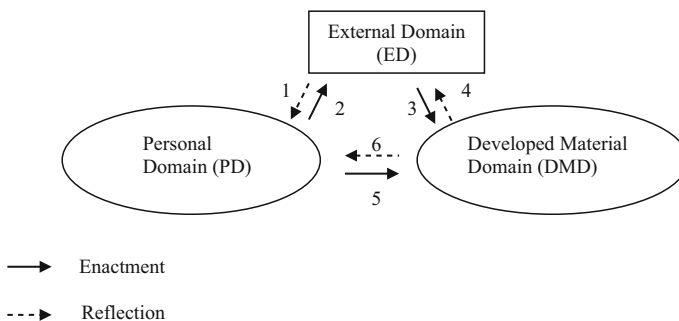 External Domain
(ED)
1
2
3
4
Personal
Domain (PD)
6
5
Developed Material
Domain (DMD)
Enactment
Reflection